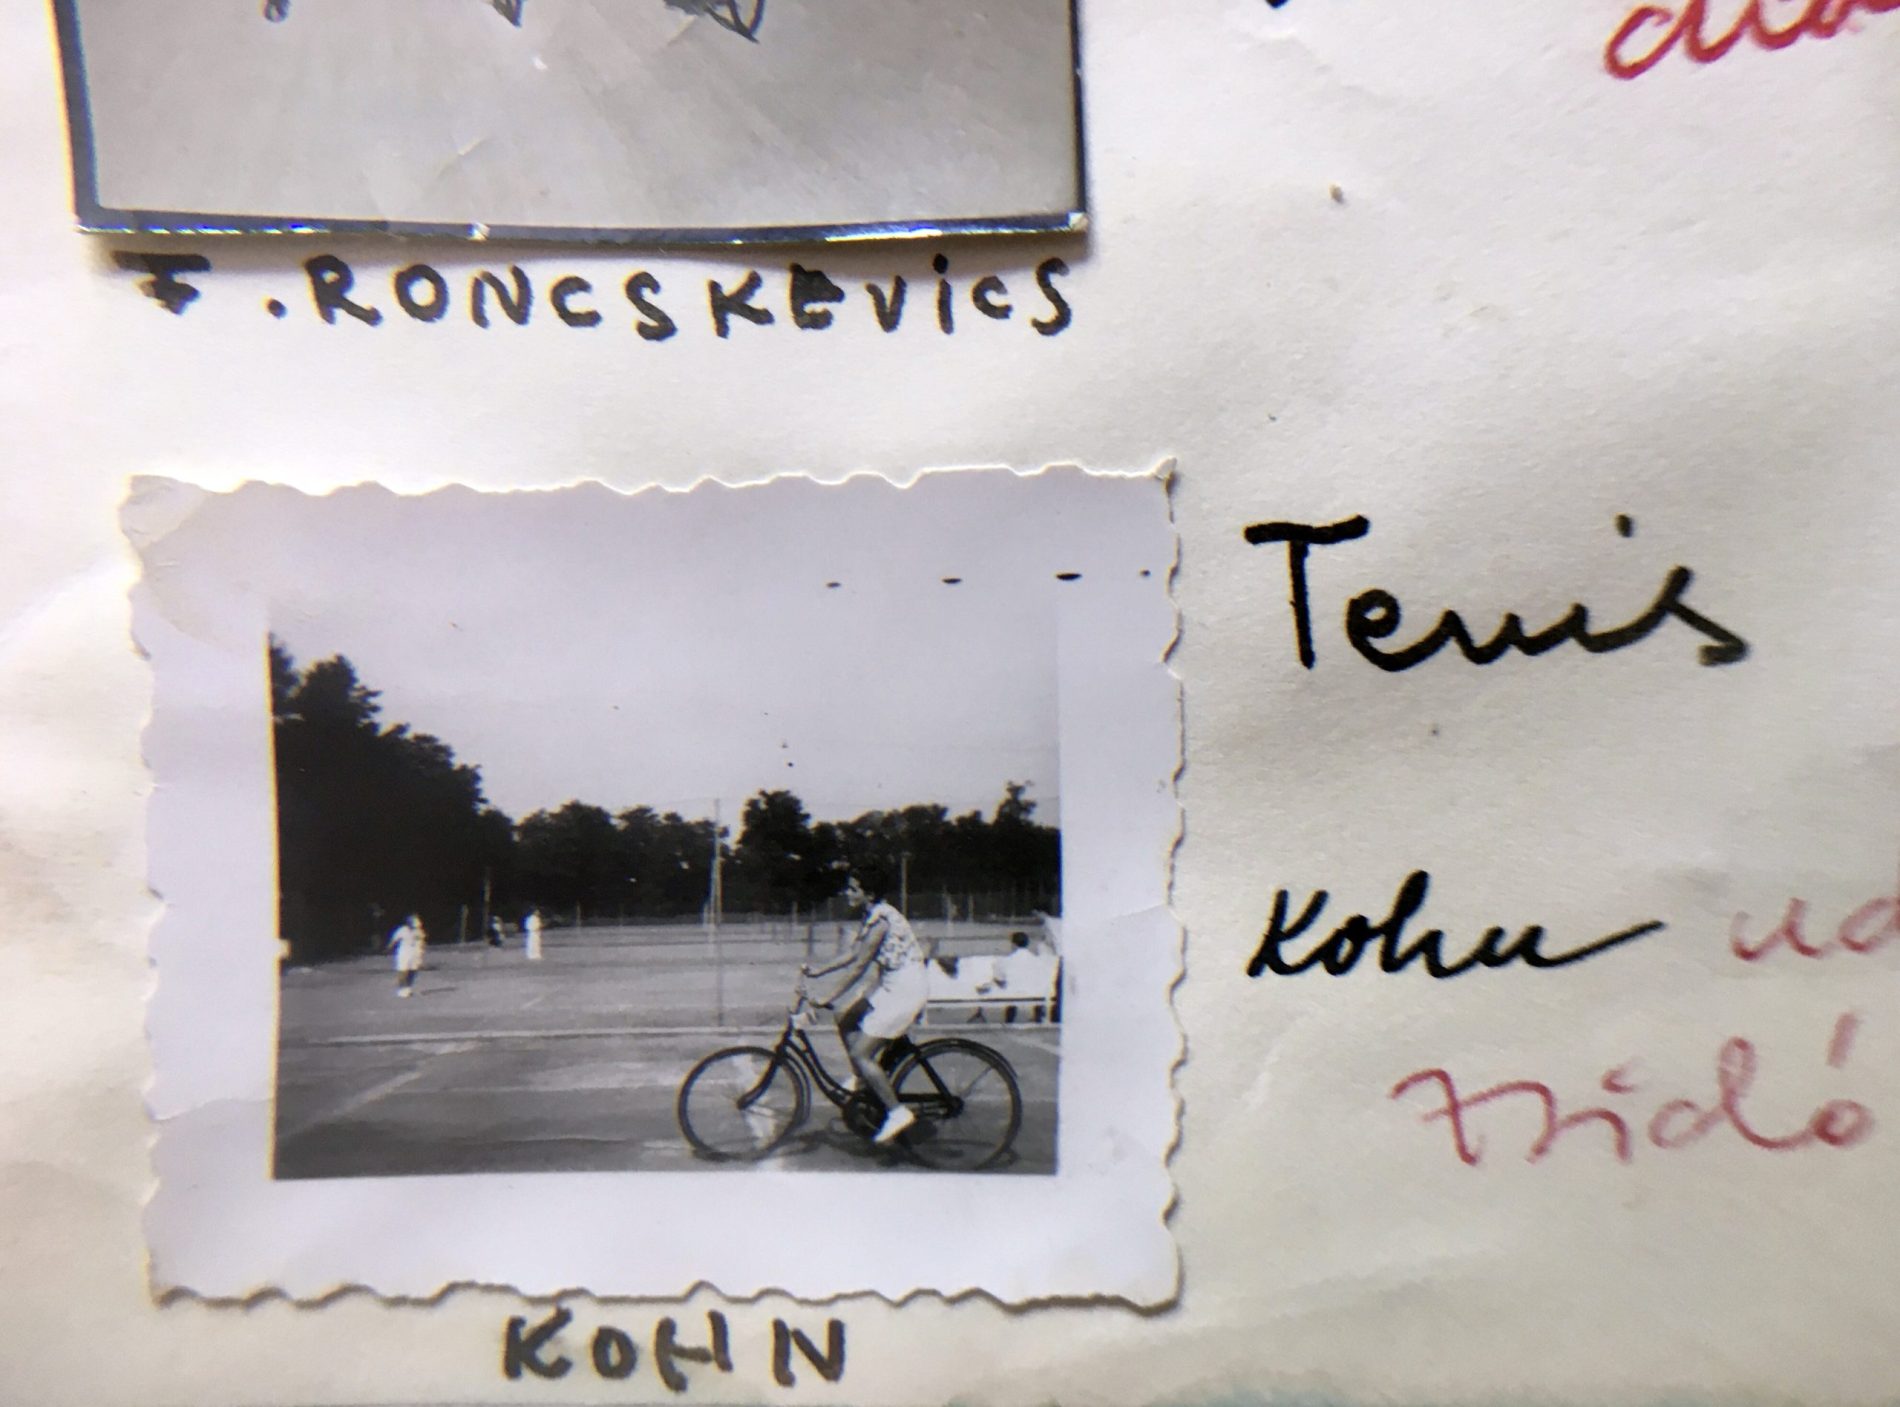 F. RONCSKEVICS
Tenis
Kohn
zsidó
KOHN